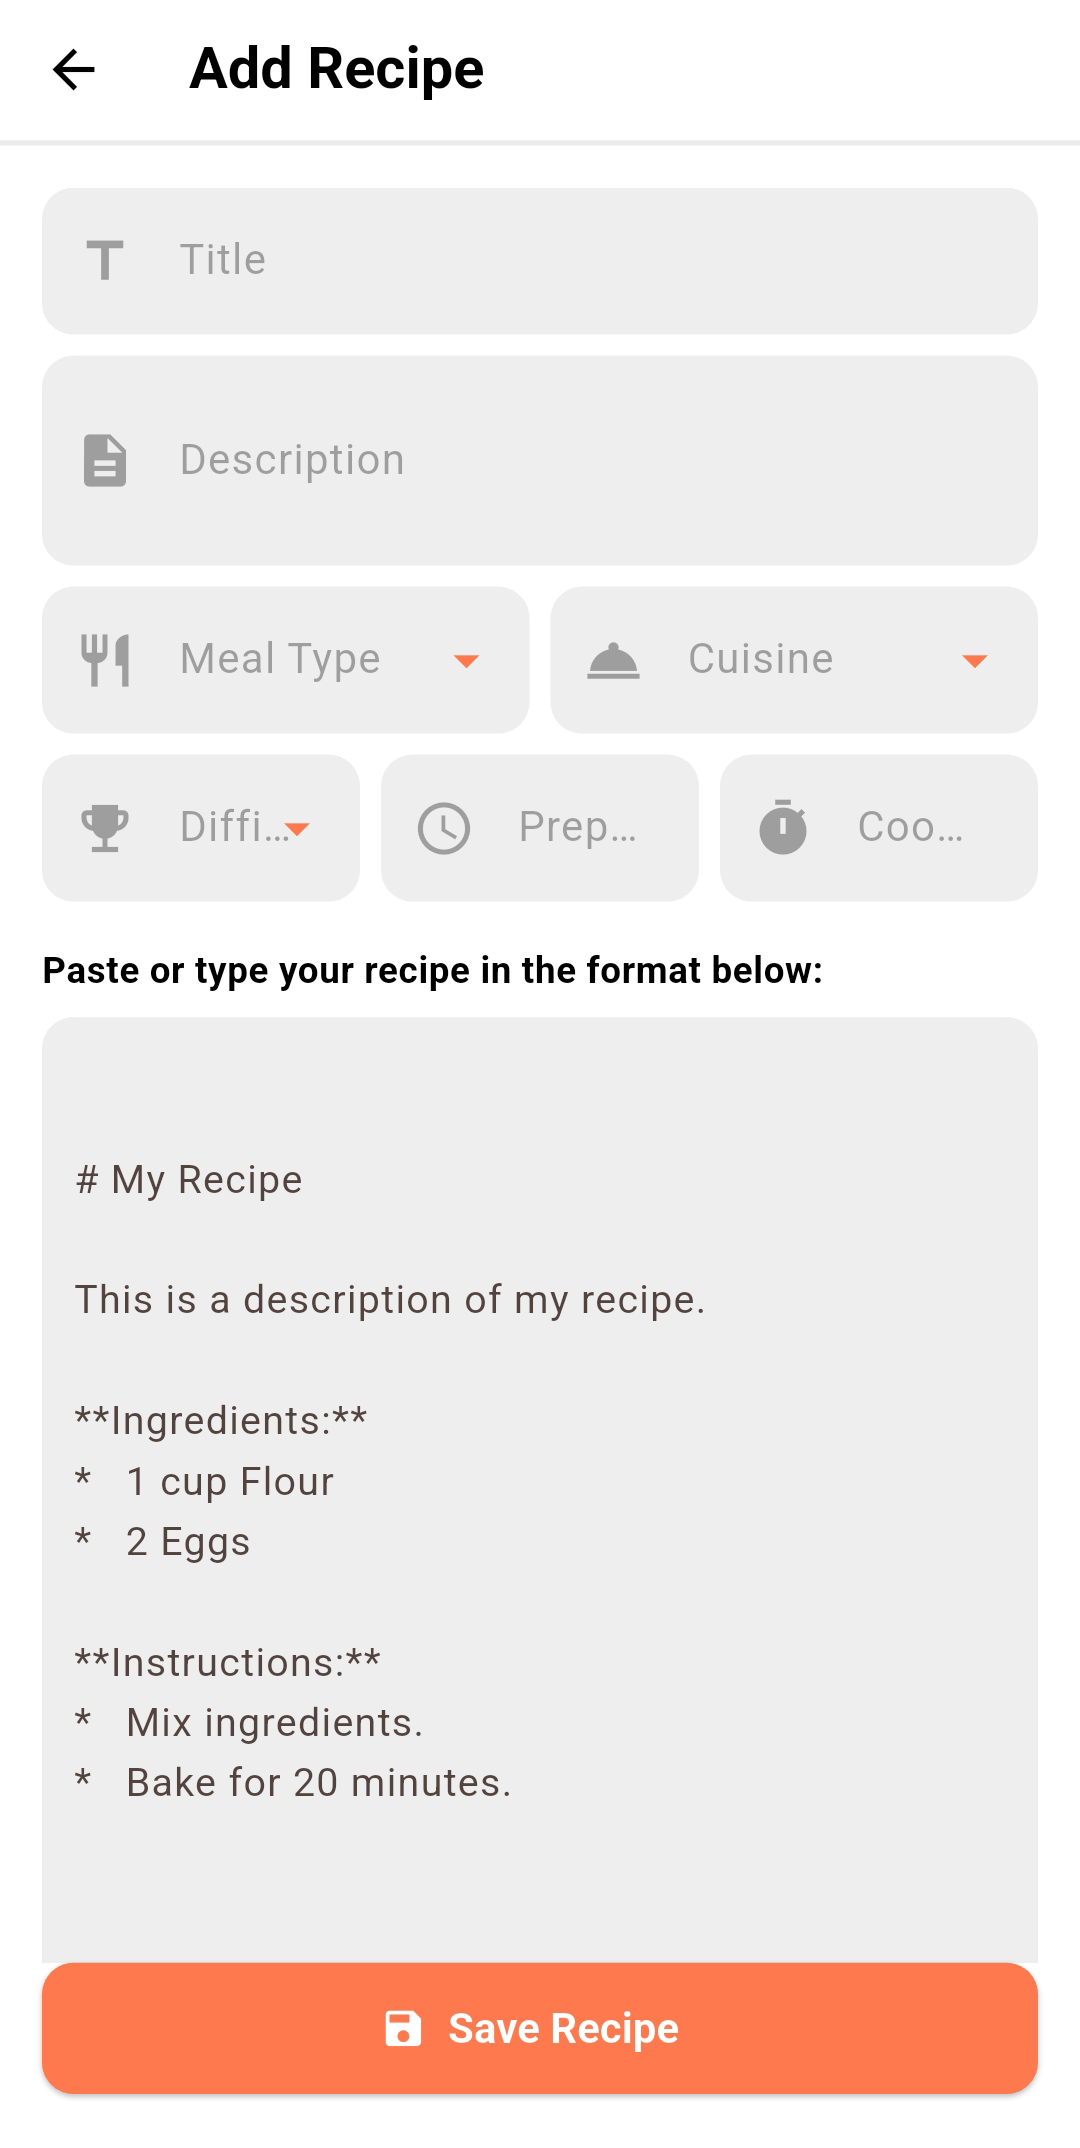 Add Recipe
Title
Description
Meal Type
Cuisine
Diffi...
Prep...
Coo...
Paste or type your recipe in the format below:
# My Recipe
This is a description of my recipe.
**Ingredients:**
*   1 cup Flour
*   2 Eggs
**Instructions:**
*   Mix ingredients.
*   Bake for 20 minutes.
Save Recipe